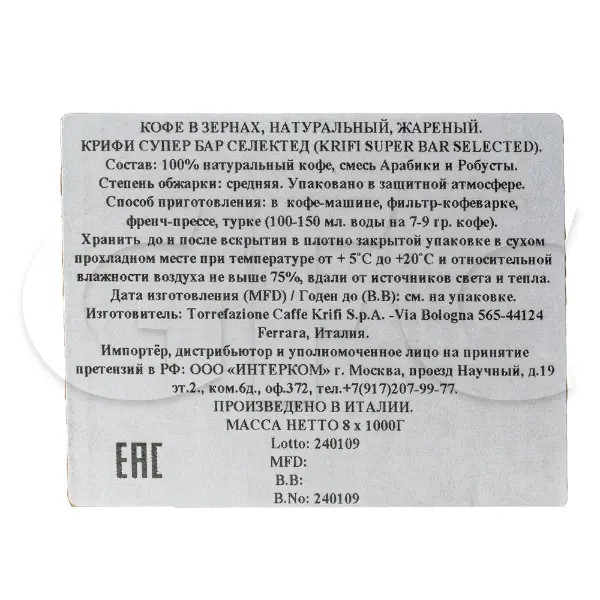 КОФЕ В ЗЕРНАХ, НАТУРАЛЬНЫЙ, ЖАРЕНЫЙ.
КРИФИ СУПЕР БАР СЕЛЕКТЕД (KRIFI SUPER BAR SELECTED).
Состав: 100% натуральный кофе, смесь Арабики и Робусты.
Степень обжарки: средняя. Упаковано в защитной атмосфере.
Способ приготовления: в кофе-машине, фильтр-кофеварке,
френч-прессе, турке (100-150 мл. воды на 7-9 гр. кофе).
Хранить до и после вскрытия в плотно закрытой упаковке в сухом
прохладном месте при температуре от + 5˚С до +20˚С и относительной
влажности воздуха не выше 75%, вдали от источников света и тепла.
Дата изготовления (MFD) / Годен до (B.B): см. на упаковке.
Изготовитель: Torrefazione Caffe Krifi S.p.A. -Via Bologna 565-44124
Ferrara, Италия.
Импортёр, дистрибьютор и уполномоченное лицо на принятие
претензий в РФ: ООО «ИНТЕРКОМ» г. Москва, проезд Научный, д.19
эт.2., ком.6д., оф.372, тел.+7(917)207-99-77.
ПРОИЗВЕДЕНО В ИТАЛИИ.
МАССА НЕТТО 8 х 1000Г
Lotto: 240109
EAC
MFD:
B.B:
B.No: 240109